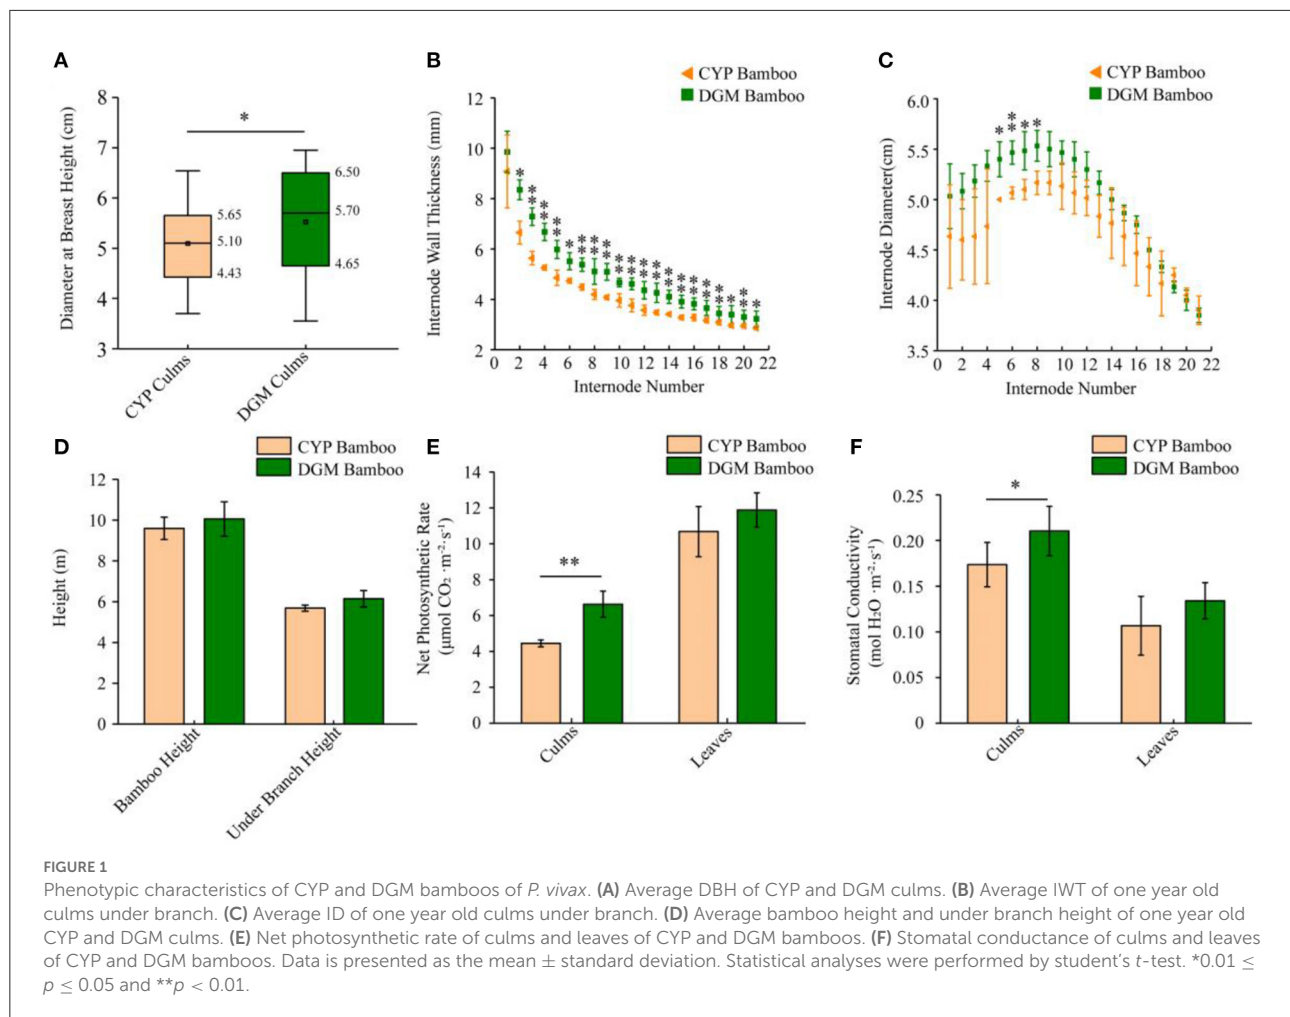 A
Diameter at Breast Height (cm)
8
7
6
5
4
3
*
5.65
5.10
4.43
6.50
5.70
4.65
CYP Culms
DGM Culms
B
CYP Bamboo
DGM Bamboo
Internode Wall Thickness (mm)
12
10
8
6
4
2
* ** ** ** * ** ** ** ** ** ** ** ** ** ** ** ** * ** *
0 2 4 6 8 10 12 14 16 18 20 22
Internode Number
C
CYP Bamboo
DGM Bamboo
Internode Diameter(cm)
6.0
5.5
5.0
4.5
4.0
3.5
* ** * *
0 2 4 6 8 10 12 14 16 18 20 22
Internode Number
D
CYP Bamboo
DGM Bamboo
Height (m)
12
10
8
6
4
2
0
Bamboo Height
Under Branch Height
E
CYP Bamboo
DGM Bamboo
Net Photosynthetic Rate
(μmol CO₂ ·m⁻²·s⁻¹)
14
12
10
8
6
4
2
0
**
Culms
Leaves
F
CYP Bamboo
DGM Bamboo
Stomatal Conductivity
(mol H₂O ·m⁻²·s⁻¹)
0.25
0.20
0.15
0.10
0.05
0
*
Culms
Leaves
FIGURE 1
Phenotypic characteristics of CYP and DGM bamboos of P. vivax. (A) Average DBH of CYP and DGM culms. (B) Average IWT of one year old
culms under branch. (C) Average ID of one year old culms under branch. (D) Average bamboo height and under branch height of one year old
CYP and DGM culms. (E) Net photosynthetic rate of culms and leaves of CYP and DGM bamboos. (F) Stomatal conductance of culms and leaves
of CYP and DGM bamboos. Data is presented as the mean ± standard deviation. Statistical analyses were performed by student's t-test. *0.01 ≤
p ≤ 0.05 and **p < 0.01.